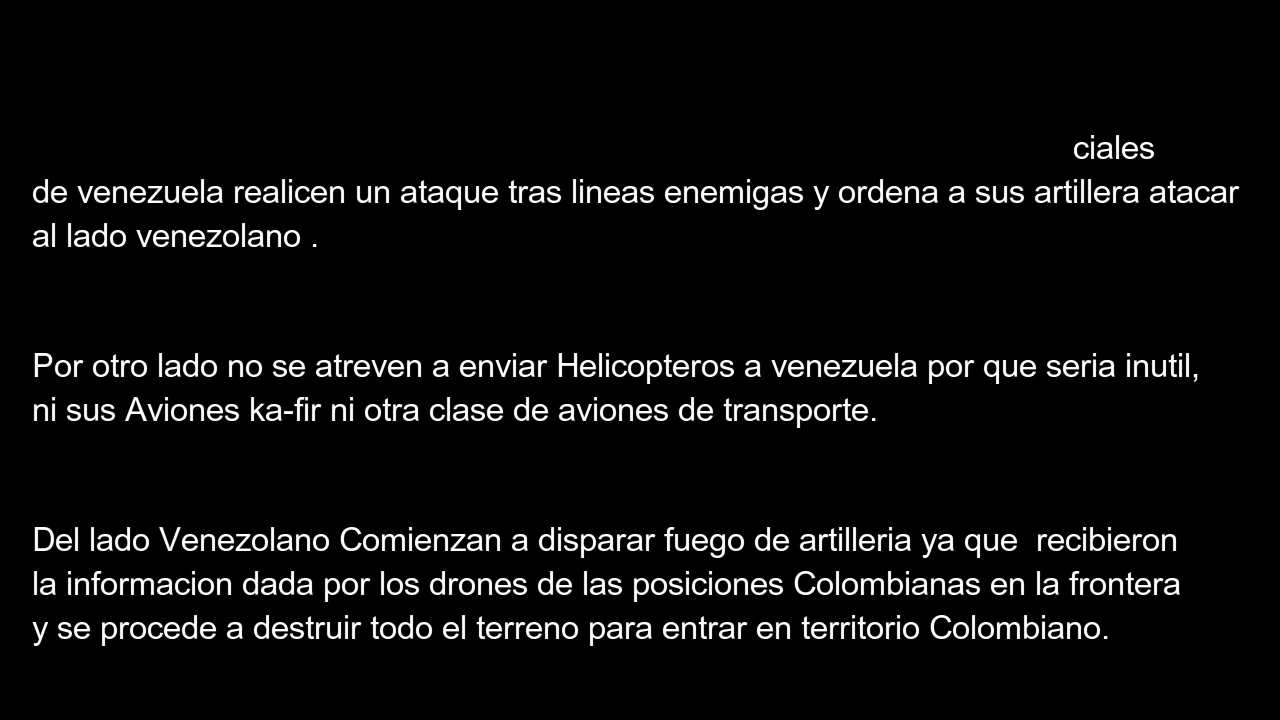 ciales
de venezuela realicen un ataque tras lineas enemigas y ordena a sus artillera atacar
al lado venezolano .
Por otro lado no se atreven a enviar Helicopteros a venezuela por que seria inutil,
ni sus Aviones ka-fir ni otra clase de aviones de transporte.
Del lado Venezolano Comienzan a disparar fuego de artilleria ya que  recibieron
la informacion dada por los drones de las posiciones Colombianas en la frontera
y se procede a destruir todo el terreno para entrar en territorio Colombiano.